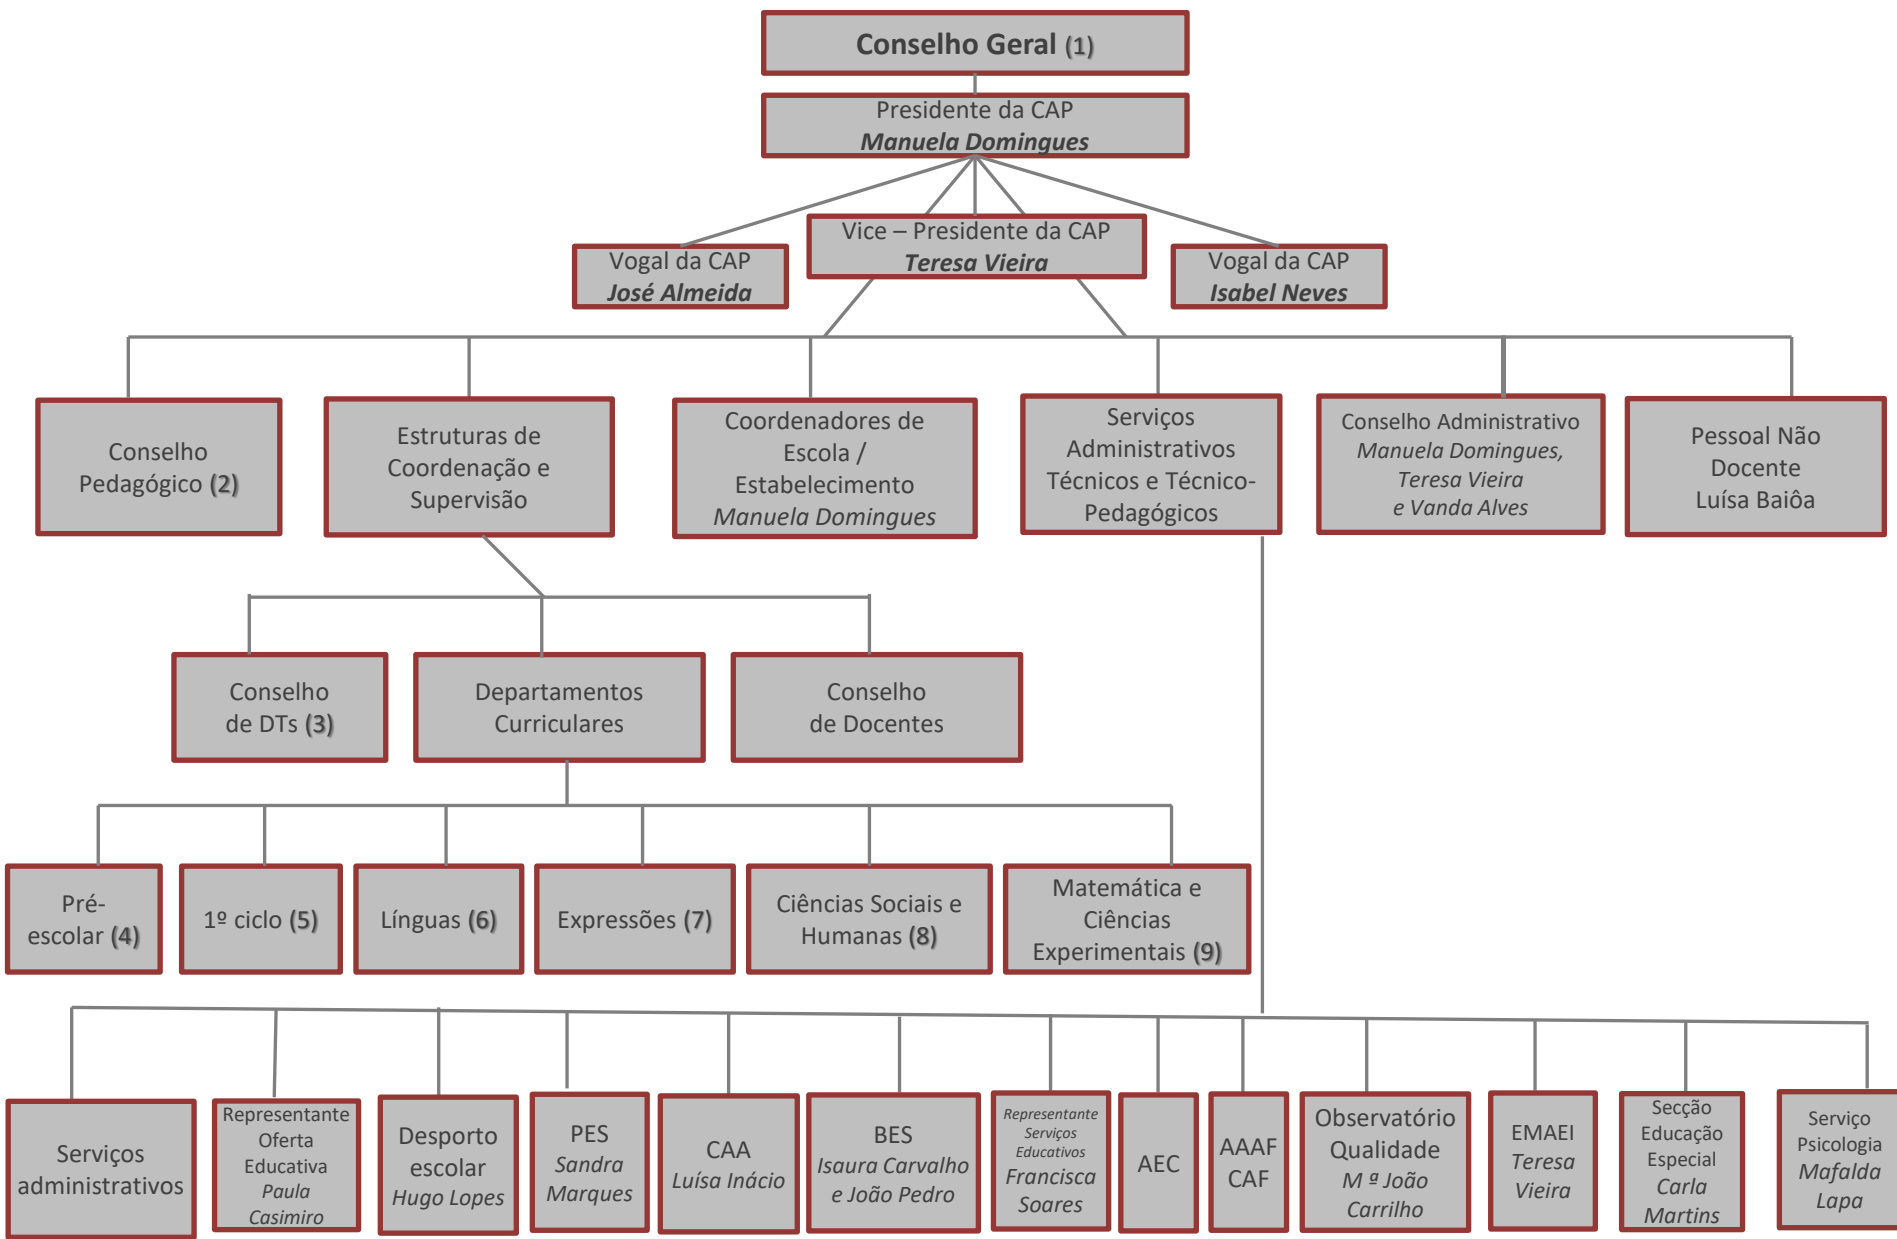 Conselho Geral (1)
Presidente da CAP
Manuela Domingues
Vice – Presidente da CAP
Teresa Vieira
Vogal da CAP
José Almeida
Vogal da CAP
Isabel Neves
Conselho
Pedagógico (2)
Estruturas de
Coordenação e
Supervisão
Coordenadores de
Escola /
Estabelecimento
Manuela Domingues
Serviços
Administrativos
Técnicos e Técnico-
Pedagógicos
Conselho Administrativo
Manuela Domingues,
Teresa Vieira
e Vanda Alves
Pessoal Não
Docente
Luísa Baiôa
Conselho
de DTs (3)
Departamentos
Curriculares
Conselho
de Docentes
Pré-
escolar (4)
1º ciclo (5)
Línguas (6)
Expressões (7)
Ciências Sociais e
Humanas (8)
Matemática e
Ciências
Experimentais (9)
Serviços
administrativos
Representante
Oferta
Educativa
Paula
Casimiro
Desporto
escolar
Hugo Lopes
PES
Sandra
Marques
CAA
Luísa Inácio
BES
Isaura Carvalho
e João Pedro
Representante
Serviços
Educativos
Francisca
Soares
AEC
AAAF
CAF
Observatório
Qualidade
M ª João
Carrilho
EMAEI
Teresa
Vieira
Secção
Educação
Especial
Carla
Martins
Serviço
Psicologia
Mafalda
Lapa